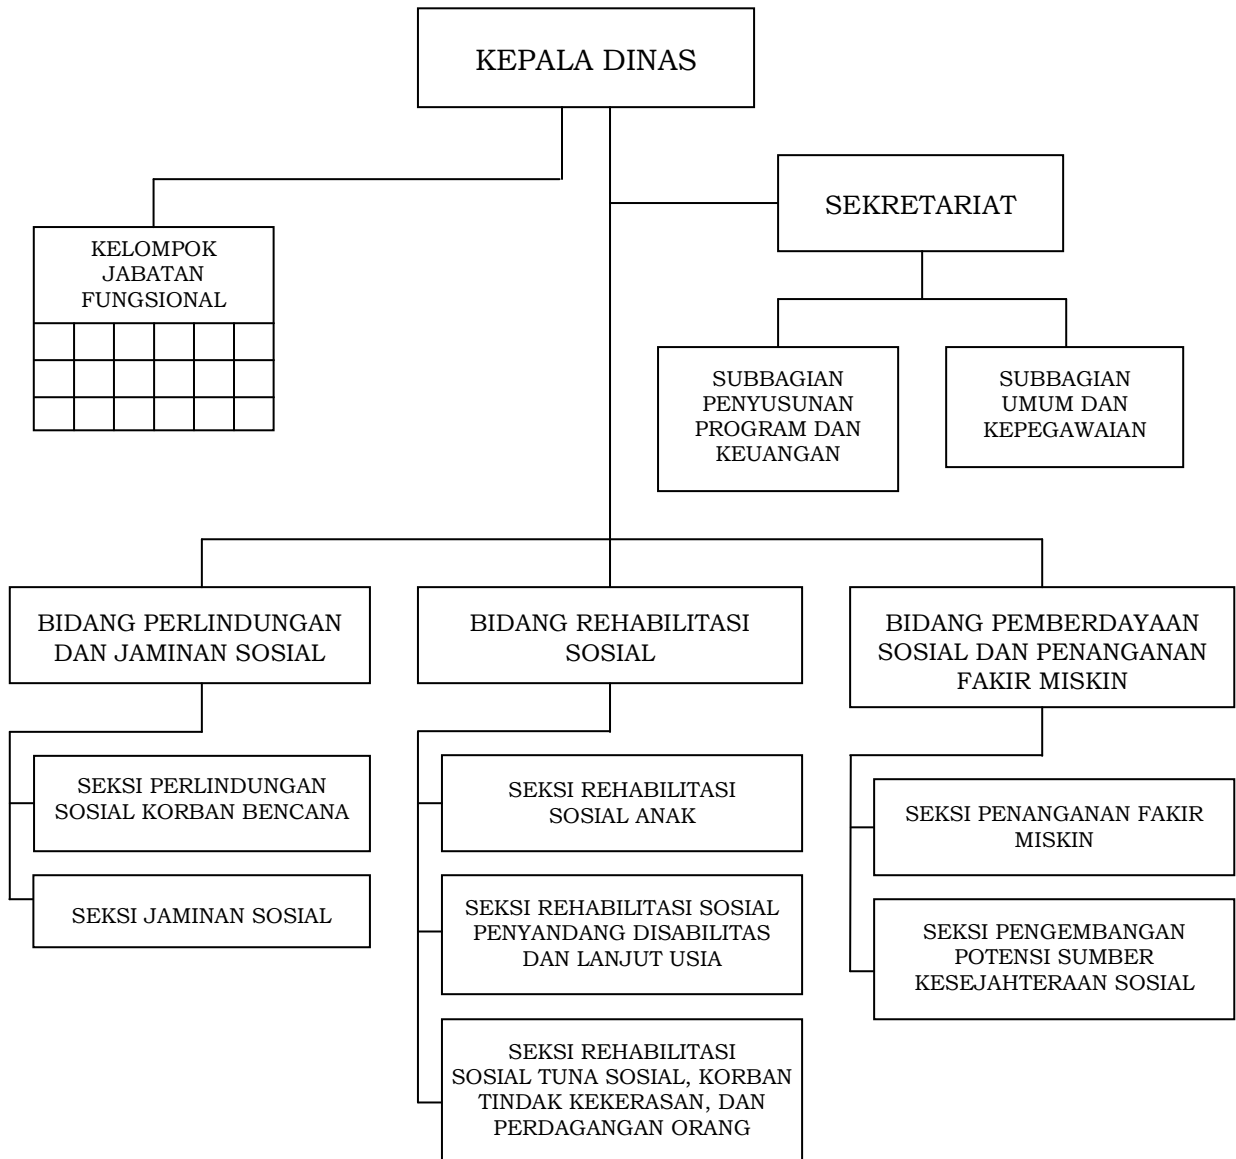 KEPALA DINAS
SEKRETARIAT
KELOMPOK
JABATAN
FUNGSIONAL
SUBBAGIAN
PENYUSUNAN
PROGRAM DAN
KEUANGAN
SUBBAGIAN
UMUM DAN
KEPEGAWAIAN
BIDANG PERLINDUNGAN
DAN JAMINAN SOSIAL
SEKSI PERLINDUNGAN
SOSIAL KORBAN BENCANA
SEKSI JAMINAN SOSIAL
BIDANG REHABILITASI
SOSIAL
SEKSI REHABILITASI
SOSIAL ANAK
SEKSI REHABILITASI SOSIAL
PENYANDANG DISABILITAS
DAN LANJUT USIA
SEKSI REHABILITASI
SOSIAL TUNA SOSIAL, KORBAN
TINDAK KEKERASAN, DAN
PERDAGANGAN ORANG
BIDANG PEMBERDAYAAN
SOSIAL DAN PENANGANAN
FAKIR MISKIN
SEKSI PENANGANAN FAKIR
MISKIN
SEKSI PENGEMBANGAN
POTENSI SUMBER
KESEJAHTERAAN SOSIAL